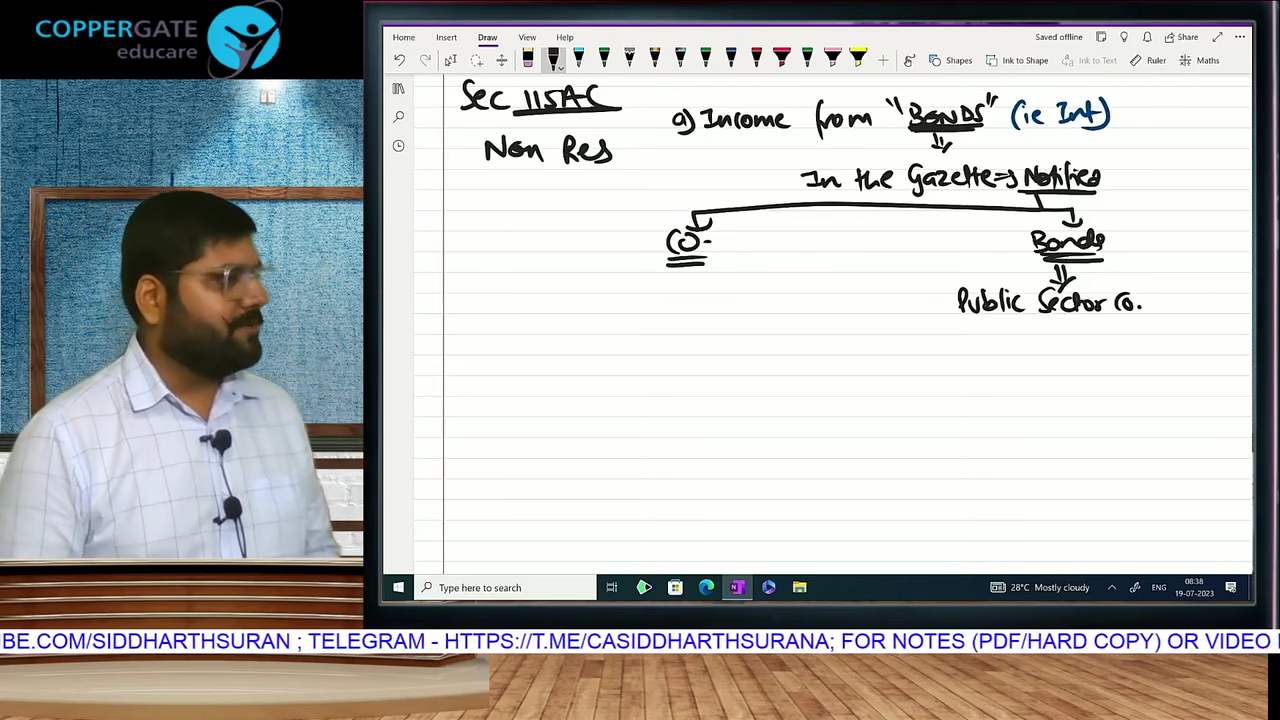 COPPERGATE
educare
Home Insert Draw View Help
Saved offline
Share
Shapes
Ink to Shape
Ink to Text
Ruler
Maths
Sec 115AC
Non Res
a) Income from "BONDS" (ie Int)
In the Gazette => Notified
Co.
Bonds
Public Sector Co.
Type here to search
28°C Mostly cloudy
ENG
08:38
19-07-2023
UBE.COM/SIDDHARTHSURAN ; TELEGRAM - HTTPS://T.ME/CASIDDHARTHSURANA; FOR NOTES (PDF/HARD COPY) OR VIDEO